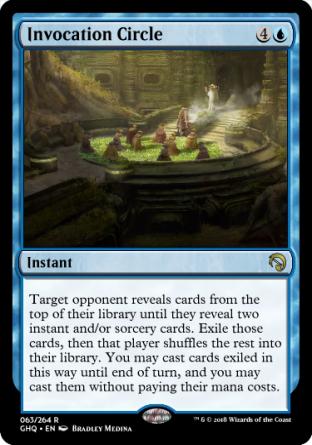 Invocation Circle 4
Instant
Target opponent reveals cards from the
top of their library until they reveal two
instant and/or sorcery cards. Exile those
cards, then that player shuffles the rest into
their library. You may cast cards exiled in
this way until end of turn, and you may
cast them without paying their mana costs.
063/264 R
GHQ • EN BRADLEY MEDINA
™ & © 2018 Wizards of the Coast